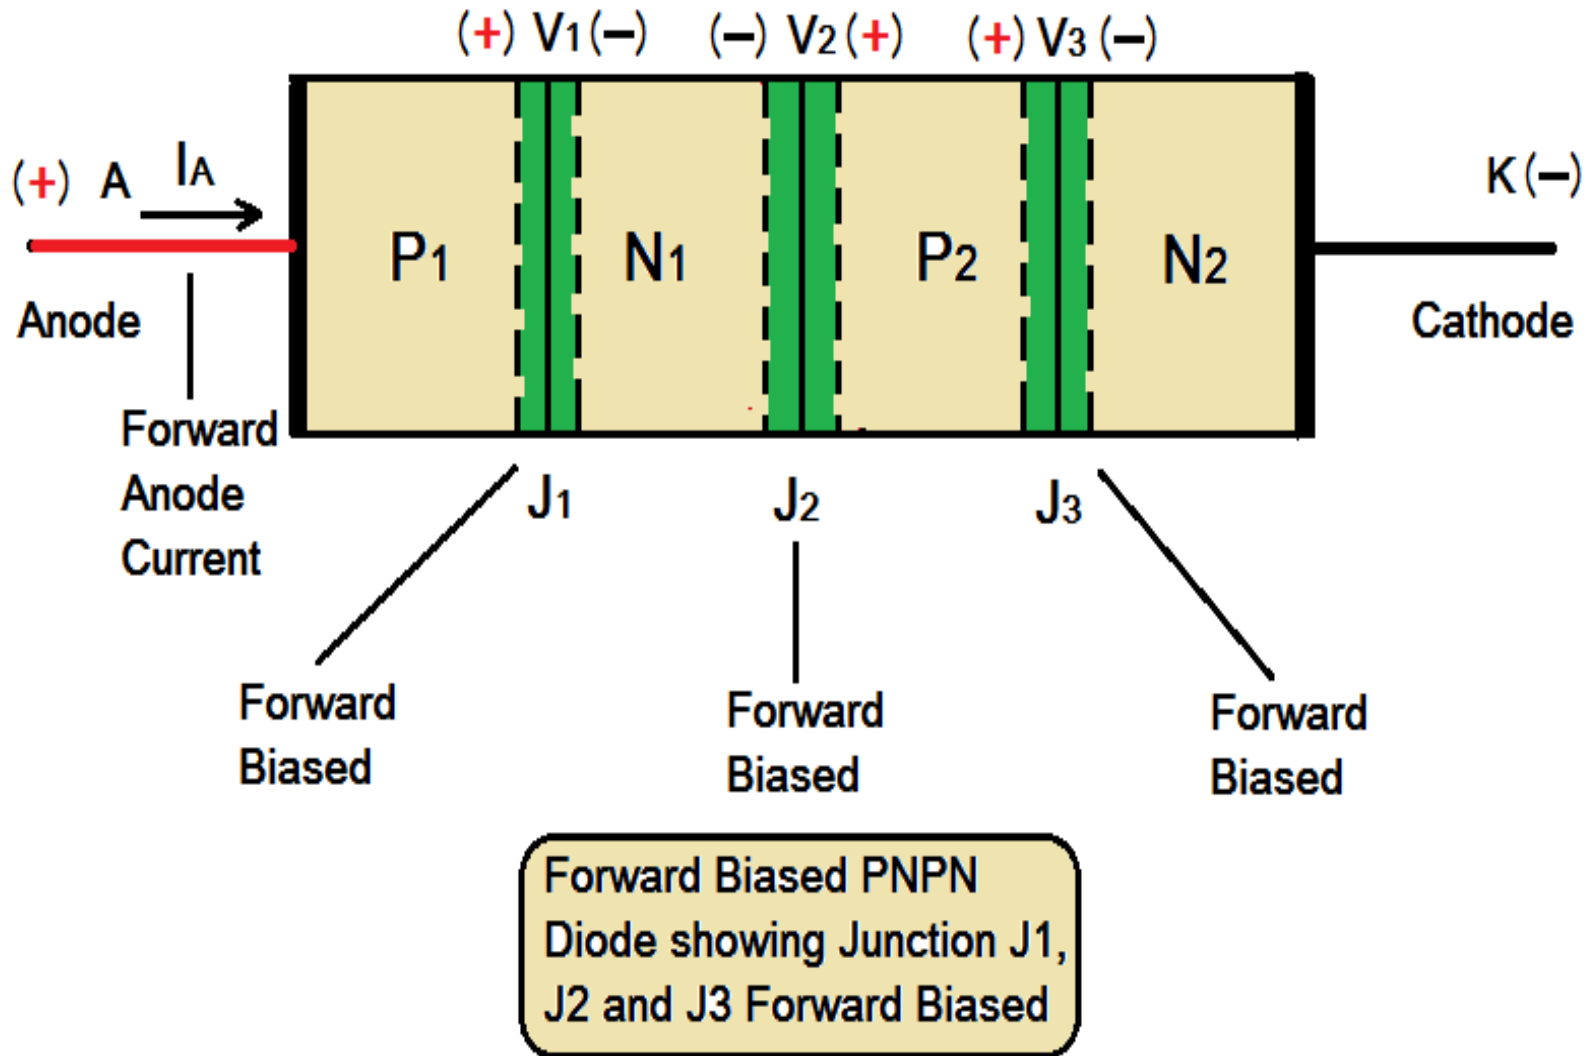 (+) V1 (−) (−) V2 (+) (+) V3 (−)
(+) A IA
K (−)
P1 N1 P2 N2
Anode
Cathode
Forward
Anode
Current
J1 J2 J3
Forward
Biased
Forward
Biased
Forward
Biased
Forward Biased PNPN
Diode showing Junction J1,
J2 and J3 Forward Biased